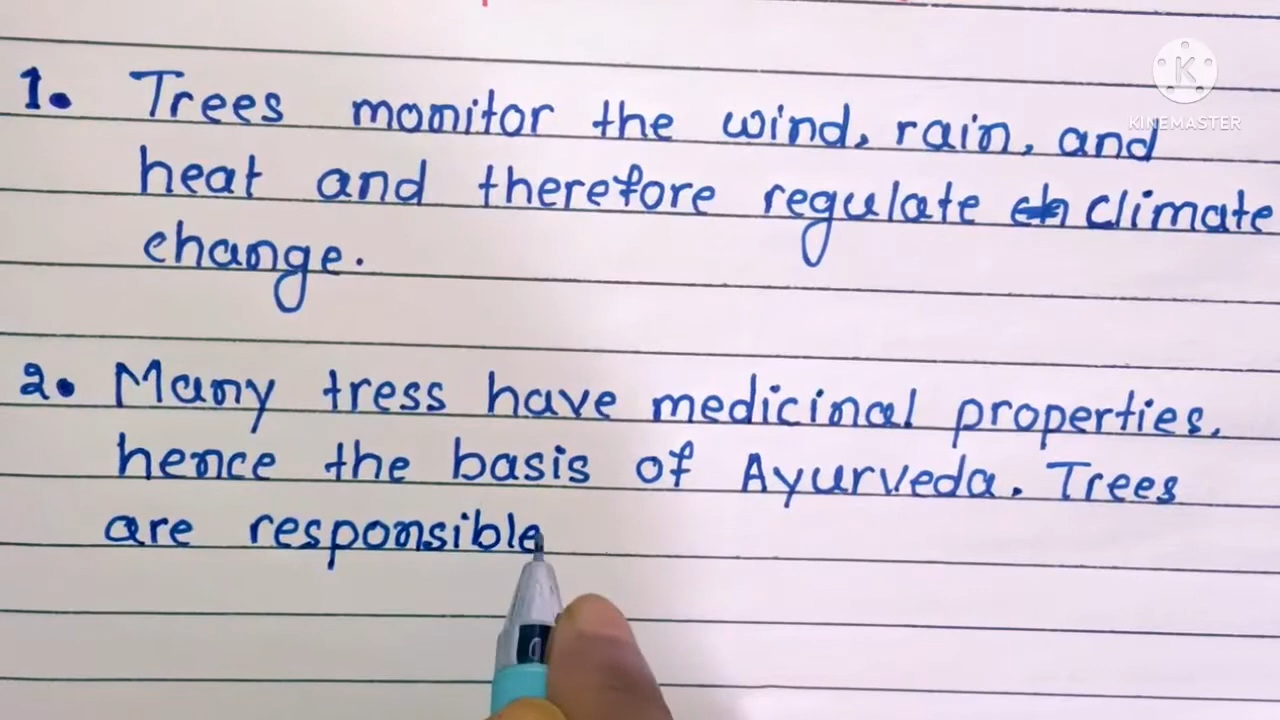 1. Trees monitor the wind, rain, and
heat and therefore regulate climate
change.
2. Many tress have medicinal properties.
hence the basis of Ayurveda. Trees
are responsible
K
KINEMASTER